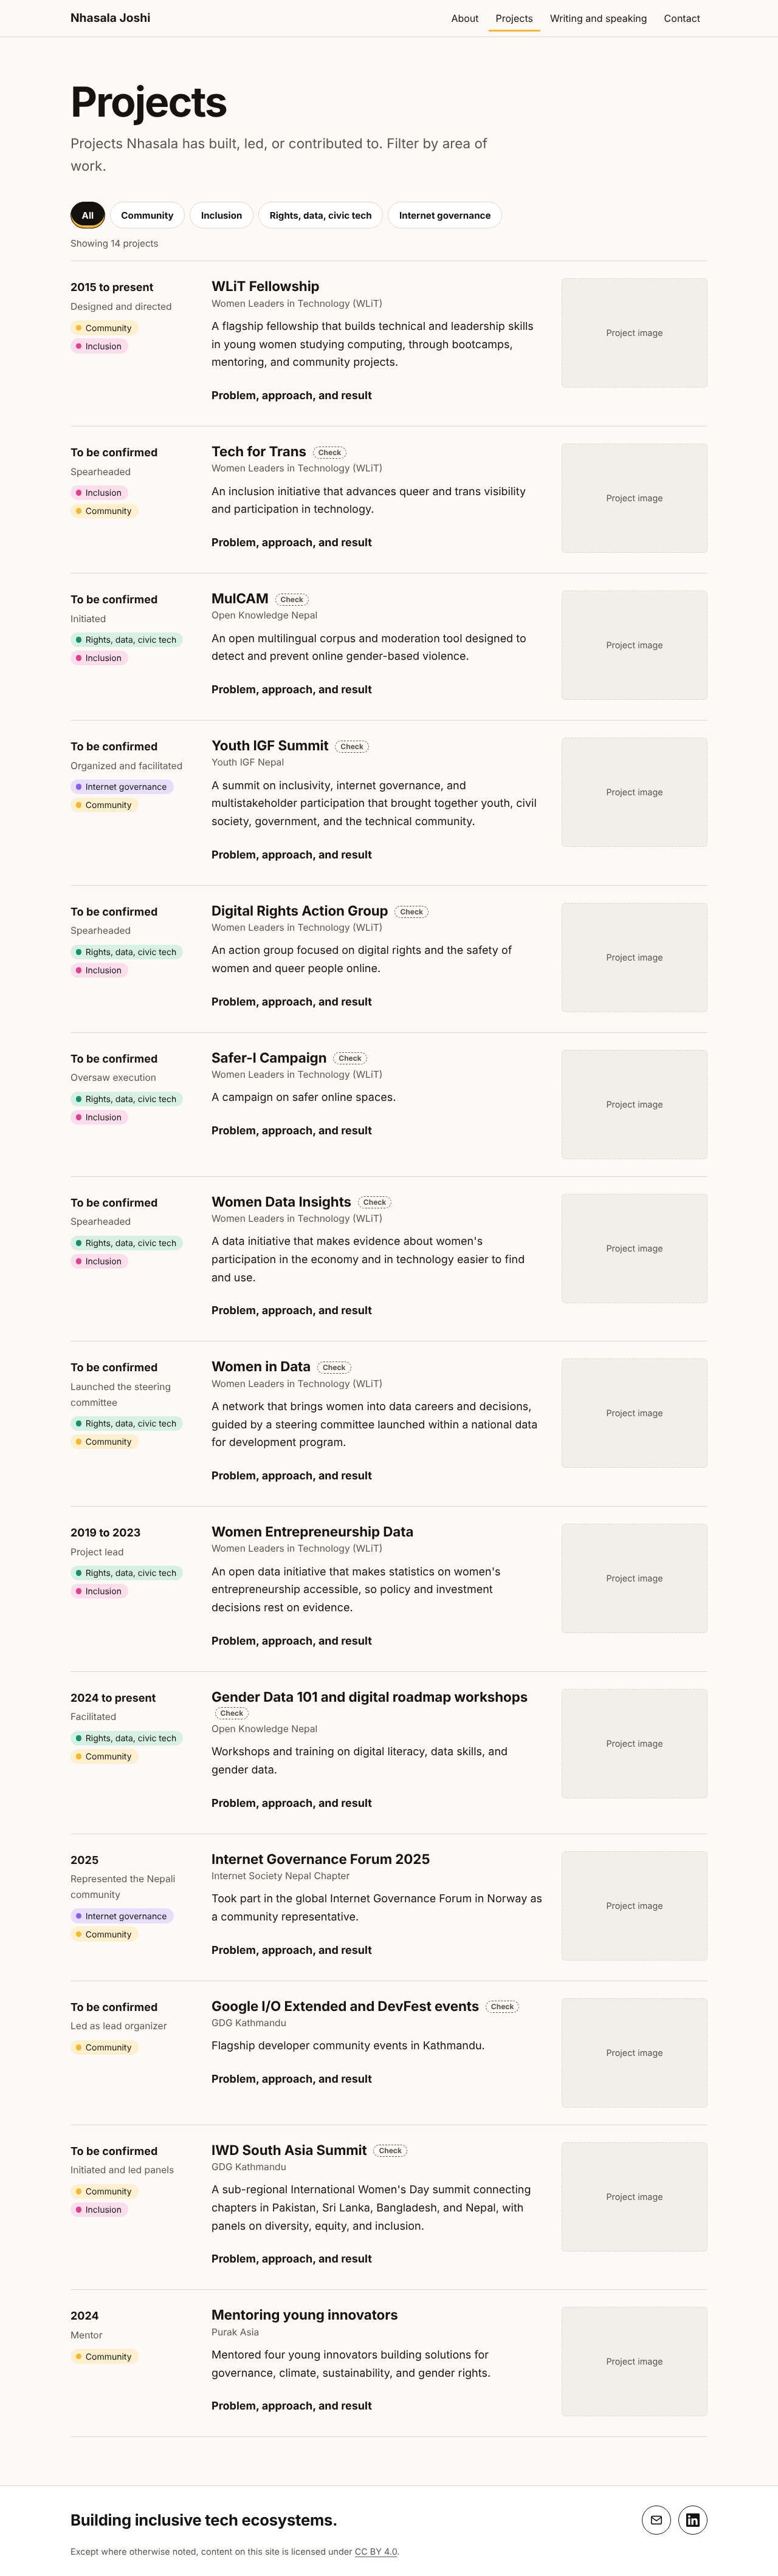 Nhasala Joshi
About
Projects
Writing and speaking
Contact
Projects
Projects Nhasala has built, led, or contributed to. Filter by area of
work.
All
Community
Inclusion
Rights, data, civic tech
Internet governance
Showing 14 projects
2015 to present
Designed and directed
Community
Inclusion
WLiT Fellowship
Women Leaders in Technology (WLiT)
A flagship fellowship that builds technical and leadership skills
in young women studying computing, through bootcamps,
mentoring, and community projects.
Problem, approach, and result
Project image
To be confirmed
Spearheaded
Inclusion
Community
Tech for Trans Check
Women Leaders in Technology (WLiT)
An inclusion initiative that advances queer and trans visibility
and participation in technology.
Problem, approach, and result
Project image
To be confirmed
Initiated
Rights, data, civic tech
Inclusion
MulCAM Check
Open Knowledge Nepal
An open multilingual corpus and moderation tool designed to
detect and prevent online gender-based violence.
Problem, approach, and result
Project image
To be confirmed
Organized and facilitated
Internet governance
Community
Youth IGF Summit Check
Youth IGF Nepal
A summit on inclusivity, internet governance, and
multistakeholder participation that brought together youth, civil
society, government, and the technical community.
Problem, approach, and result
Project image
To be confirmed
Spearheaded
Rights, data, civic tech
Inclusion
Digital Rights Action Group Check
Women Leaders in Technology (WLiT)
An action group focused on digital rights and the safety of
women and queer people online.
Problem, approach, and result
Project image
To be confirmed
Oversaw execution
Rights, data, civic tech
Inclusion
Safer-I Campaign Check
Women Leaders in Technology (WLiT)
A campaign on safer online spaces.
Problem, approach, and result
Project image
To be confirmed
Spearheaded
Rights, data, civic tech
Inclusion
Women Data Insights Check
Women Leaders in Technology (WLiT)
A data initiative that makes evidence about women's
participation in the economy and in technology easier to find
and use.
Problem, approach, and result
Project image
To be confirmed
Launched the steering
committee
Rights, data, civic tech
Community
Women in Data Check
Women Leaders in Technology (WLiT)
A network that brings women into data careers and decisions,
guided by a steering committee launched within a national data
for development program.
Problem, approach, and result
Project image
2019 to 2023
Project lead
Rights, data, civic tech
Inclusion
Women Entrepreneurship Data
Women Leaders in Technology (WLiT)
An open data initiative that makes statistics on women's
entrepreneurship accessible, so policy and investment
decisions rest on evidence.
Problem, approach, and result
Project image
2024 to present
Facilitated
Rights, data, civic tech
Community
Gender Data 101 and digital roadmap workshops
Check
Open Knowledge Nepal
Workshops and training on digital literacy, data skills, and
gender data.
Problem, approach, and result
Project image
2025
Represented the Nepali
community
Internet governance
Community
Internet Governance Forum 2025
Internet Society Nepal Chapter
Took part in the global Internet Governance Forum in Norway as
a community representative.
Problem, approach, and result
Project image
To be confirmed
Led as lead organizer
Community
Google I/O Extended and DevFest events Check
GDG Kathmandu
Flagship developer community events in Kathmandu.
Problem, approach, and result
Project image
To be confirmed
Initiated and led panels
Community
Inclusion
IWD South Asia Summit Check
GDG Kathmandu
A sub-regional International Women's Day summit connecting
chapters in Pakistan, Sri Lanka, Bangladesh, and Nepal, with
panels on diversity, equity, and inclusion.
Problem, approach, and result
Project image
2024
Mentor
Community
Mentoring young innovators
Purak Asia
Mentored four young innovators building solutions for
governance, climate, sustainability, and gender rights.
Problem, approach, and result
Project image
Building inclusive tech ecosystems.
Except where otherwise noted, content on this site is licensed under CC BY 4.0.